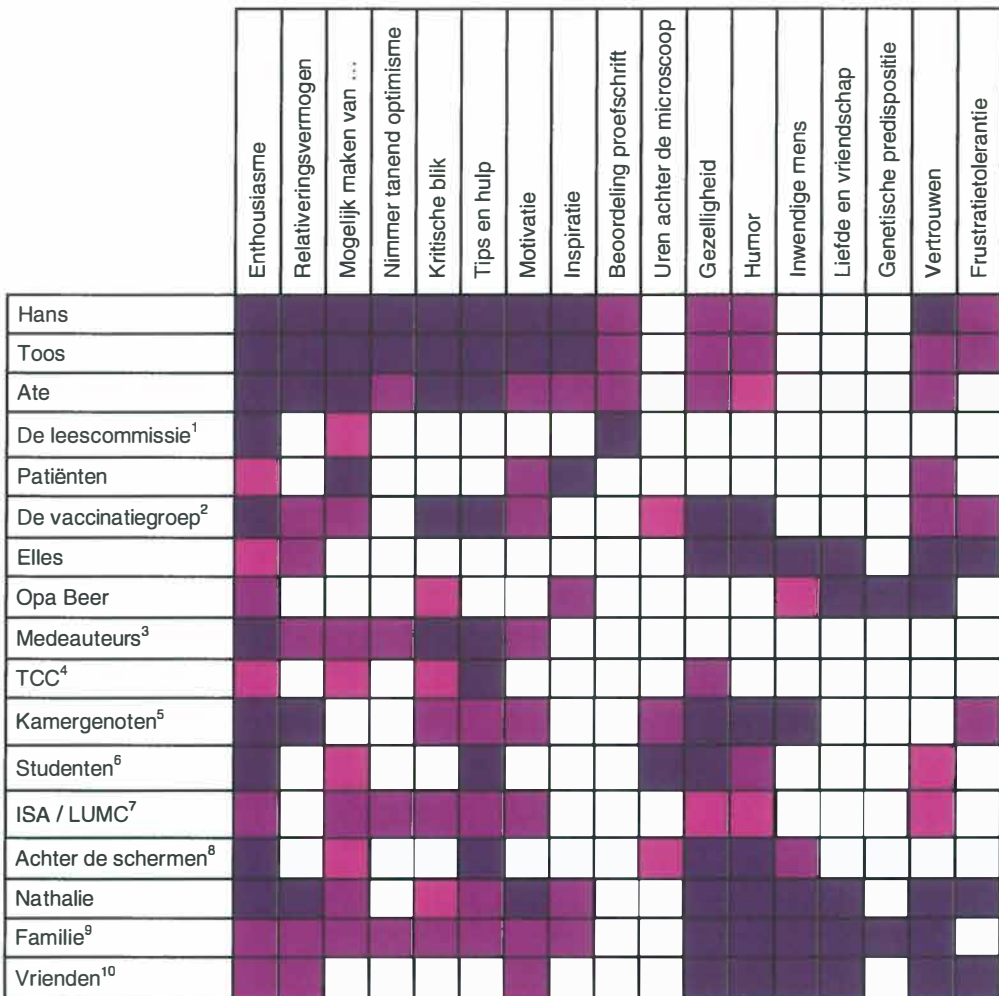 Enthousiasme
Relativeringsvermogen
Mogelijk maken van ...
Nimmer tanend optimisme
Kritische blik
Tips en hulp
Motivatie
Inspiratie
Beoordeling proefschrift
Uren achter de microscoop
Gezelligheid
Humor
Inwendige mens
Liefde en vriendschap
Genetische predispositie
Vertrouwen
Frustratietolerantie
Hans
Toos
Ate
De leescommissie¹
Patiënten
De vaccinatiegroep²
Elles
Opa Beer
Medeauteurs³
TCC⁴
Kamergenoten⁵
Studenten⁶
ISA / LUMC⁷
Achter de schermen⁸
Nathalie
Familie⁹
Vrienden¹⁰